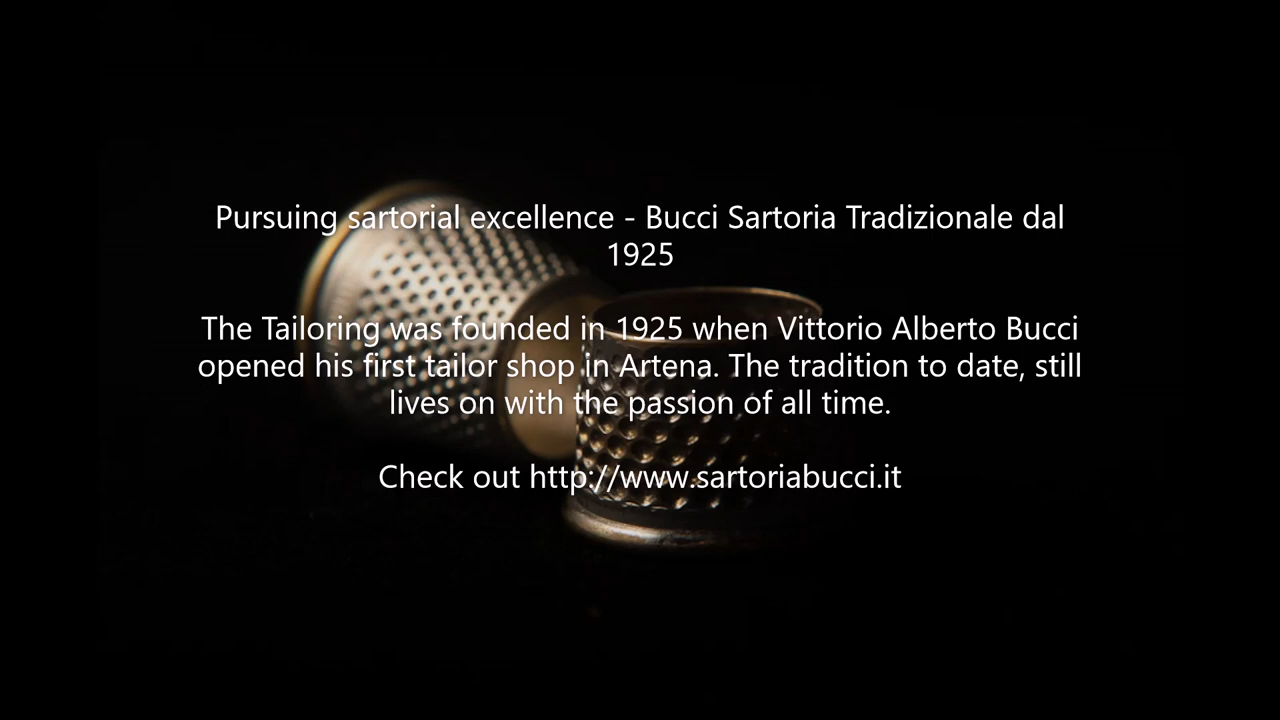 Pursuing sartorial excellence - Bucci Sartoria Tradizionale dal
1925
The Tailoring was founded in 1925 when Vittorio Alberto Bucci
opened his first tailor shop in Artena. The tradition to date, still
lives on with the passion of all time.
Check out http://www.sartoriabucci.it